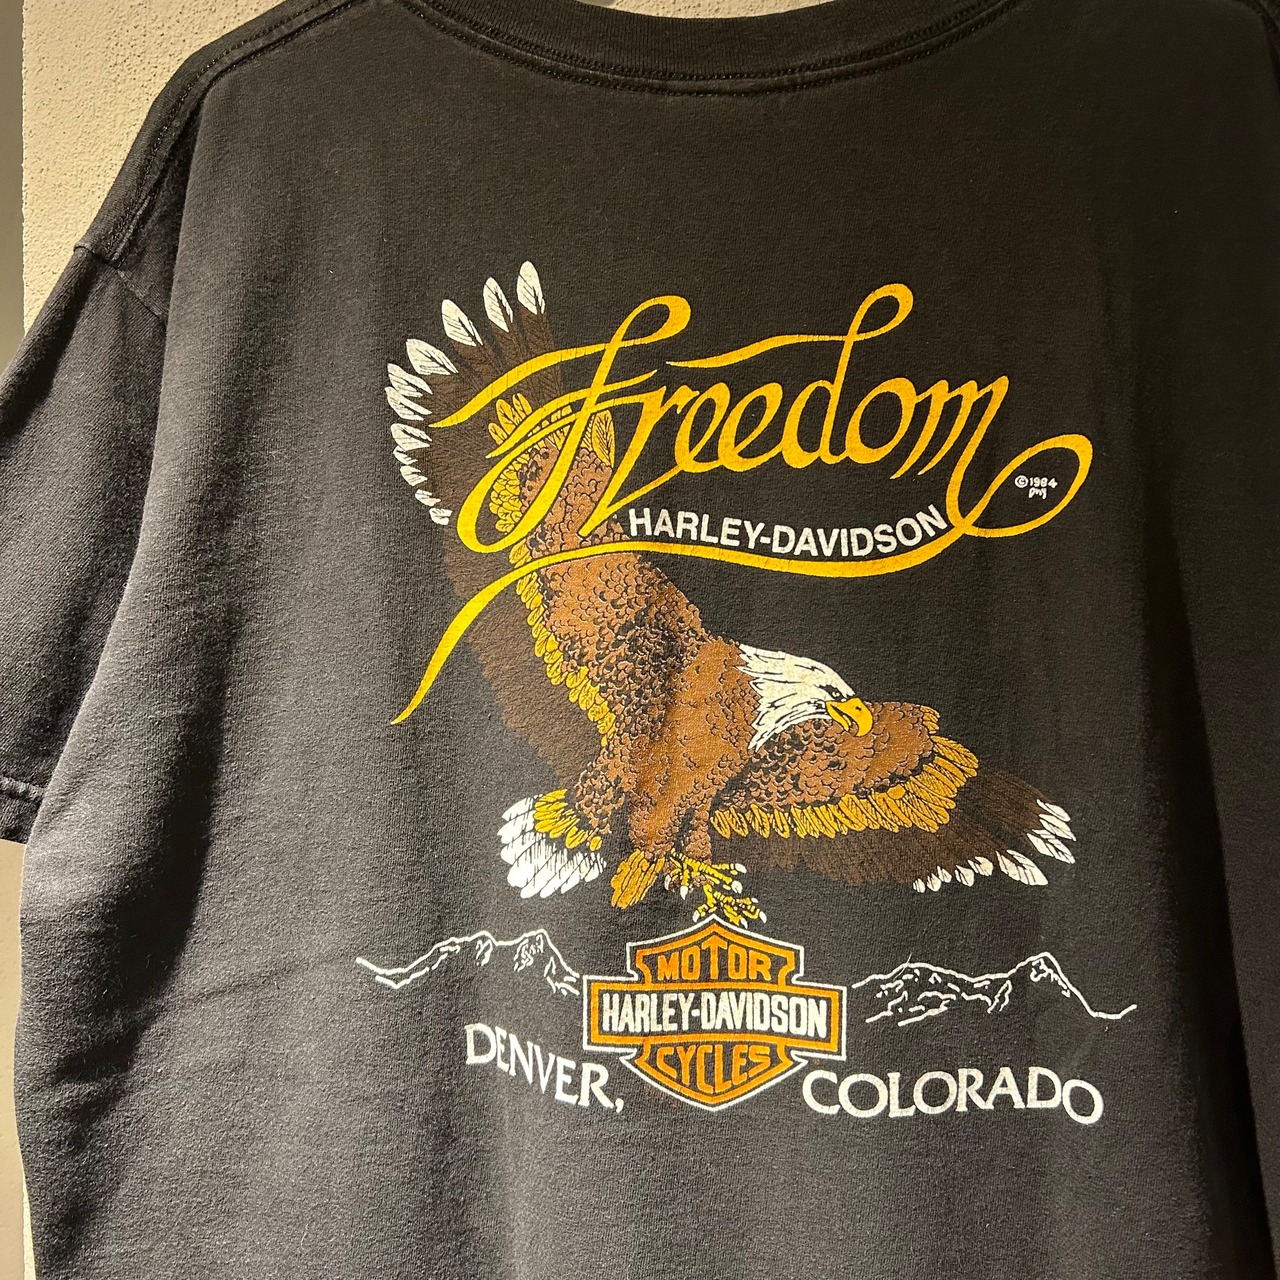 freedom
©1984
HARLEY-DAVIDSON
MOTOR
HARLEY-DAVIDSON
CYCLES
DENVER, COLORADO